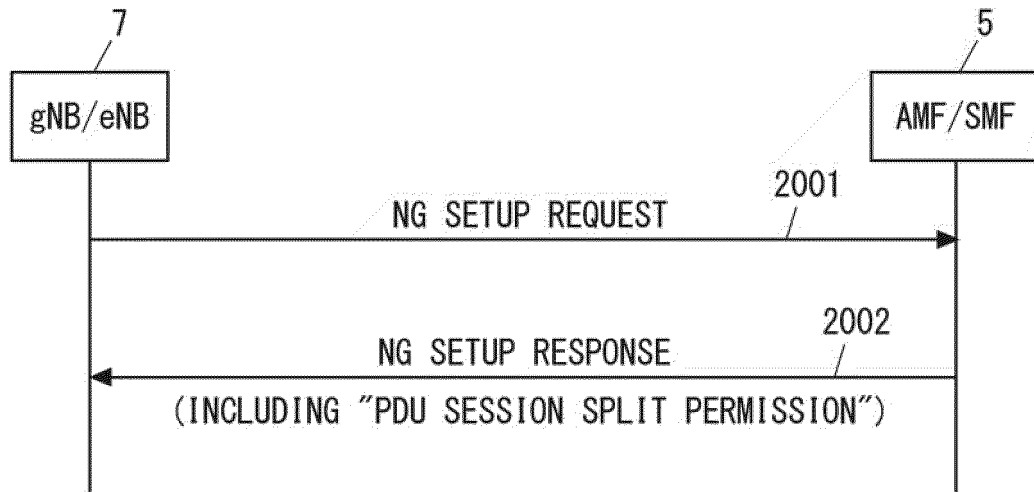 7
5
gNB/eNB
AMF/SMF
2001
NG SETUP REQUEST
2002
NG SETUP RESPONSE
(INCLUDING "PDU SESSION SPLIT PERMISSION")